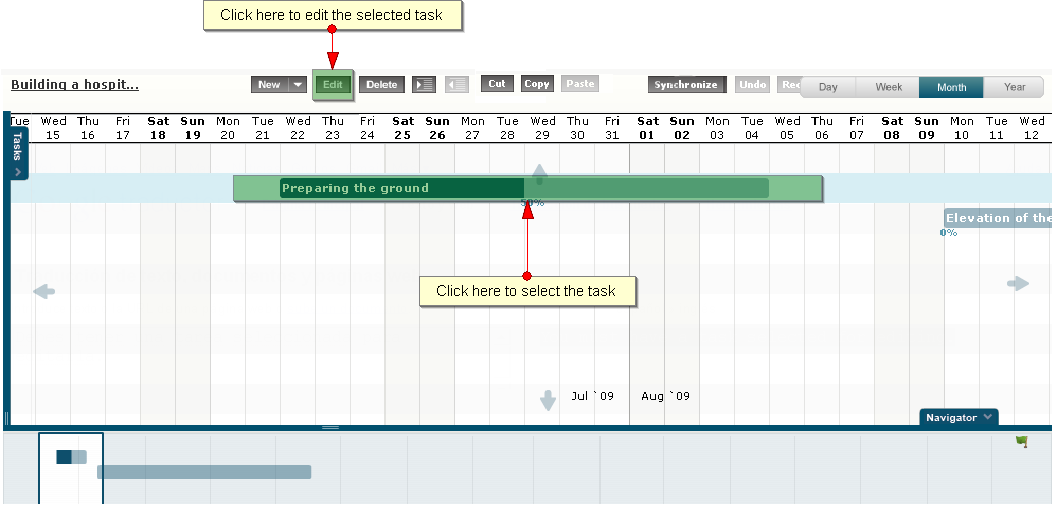 Click here to edit the selected task
Building a hospit...
New Edit Delete Cut Copy Paste Synchronize Undo Day Week Month Year
Tue Wed Thu Fri Sat Sun Mon Tue Wed Thu Fri Sat Sun Mon Tue Wed Thu Fri Sat Sun Mon Tue Wed Thu Fri Sat Sun Mon Tue Wed
15 16 17 18 19 20 21 22 23 24 25 26 27 28 29 30 31 01 02 03 04 05 06 07 08 09 10 11 12
Tasks
Preparing the ground
50%
Elevation of the
0%
Click here to select the task
Jul `09 Aug `09
Navigator